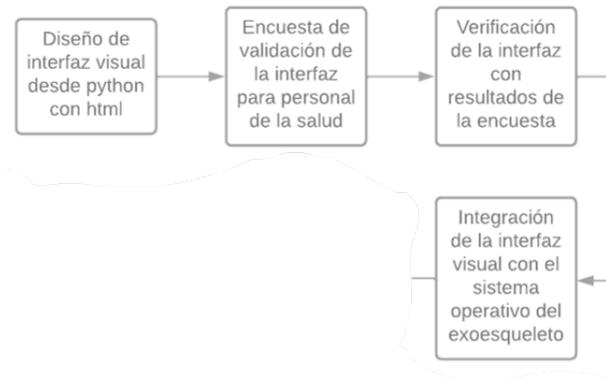 Diseño de
interfaz visual
desde python
con html
Encuesta de
validación de
la interfaz
para personal
de la salud
Verificación
de la interfaz
con
resultados de
la encuesta
Integración
de la interfaz
visual con el
sistema
operativo del
exoesqueleto